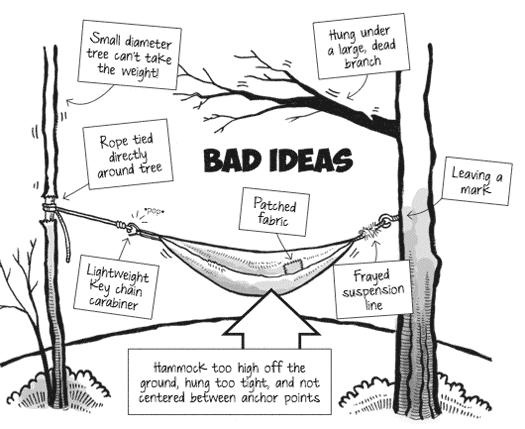 Small diameter
tree can't take
the weight!
Hung under
a large, dead
branch
Rope tied
directly
around tree
BAD IDEAS
Leaving a
mark
*pop*
Patched
fabric
Lightweight
Key chain
carabiner
Frayed
suspension
line
Hammock too high off the
ground, hung too tight, and not
centered between anchor points